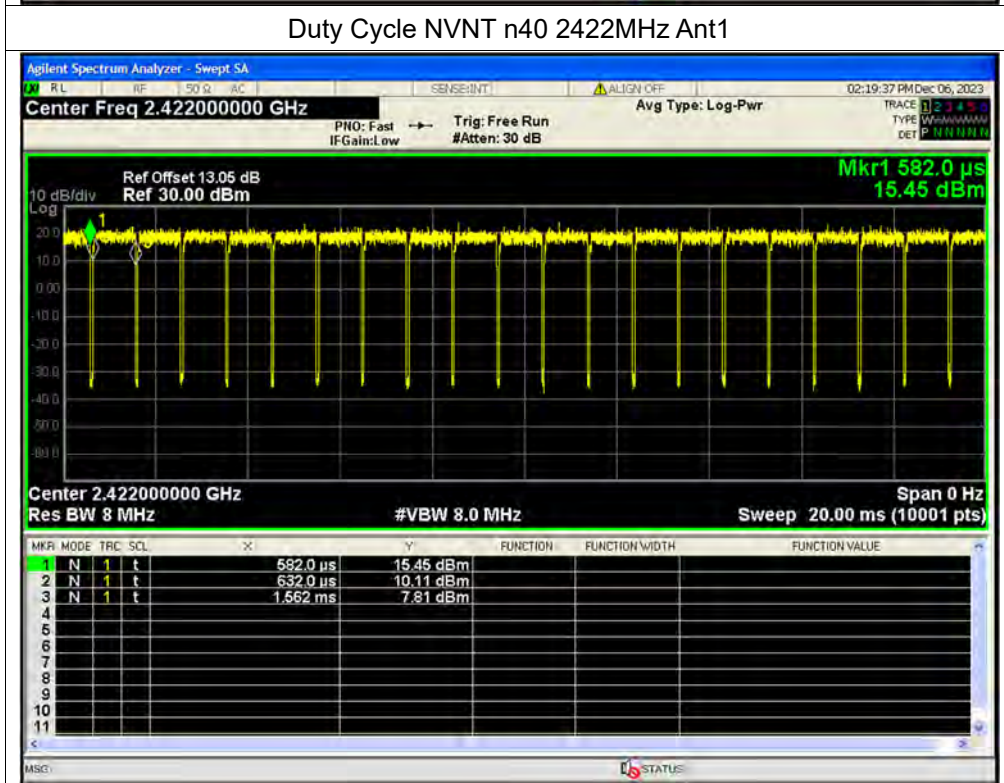 Duty Cycle NVNT n40 2422MHz Ant1
Agilent Spectrum Analyzer - Swept SA
RL RF 50 Ω AC SENSE:INT ALIGN OFF 02:19:37 PM Dec 06, 2023
Center Freq 2.422000000 GHz Avg Type: Log-Pwr TRACE 1 2 3 4 5 6
PNO: Fast Trig: Free Run TYPE
IFGain:Low #Atten: 30 dB DET P N N N N N
Mkr1 582.0 µs
Ref Offset 13.05 dB
10 dB/div Ref 30.00 dBm 15.45 dBm
Log
1
20.0
10.0
0.00
-10.0
-20.0
-30.0
-40.0
Center 2.422000000 GHz Span 0 Hz
Res BW 8 MHz #VBW 8.0 MHz Sweep 20.00 ms (10001 pts)
MKR MODE TRC SCL X Y FUNCTION FUNCTION WIDTH FUNCTION VALUE
1 N 1 t 582.0 µs 15.45 dBm
2 N 1 t 632.0 µs 10.11 dBm
3 N 1 t 1.562 ms 7.81 dBm
4
5
6
7
8
9
10
11
MSG STATUS